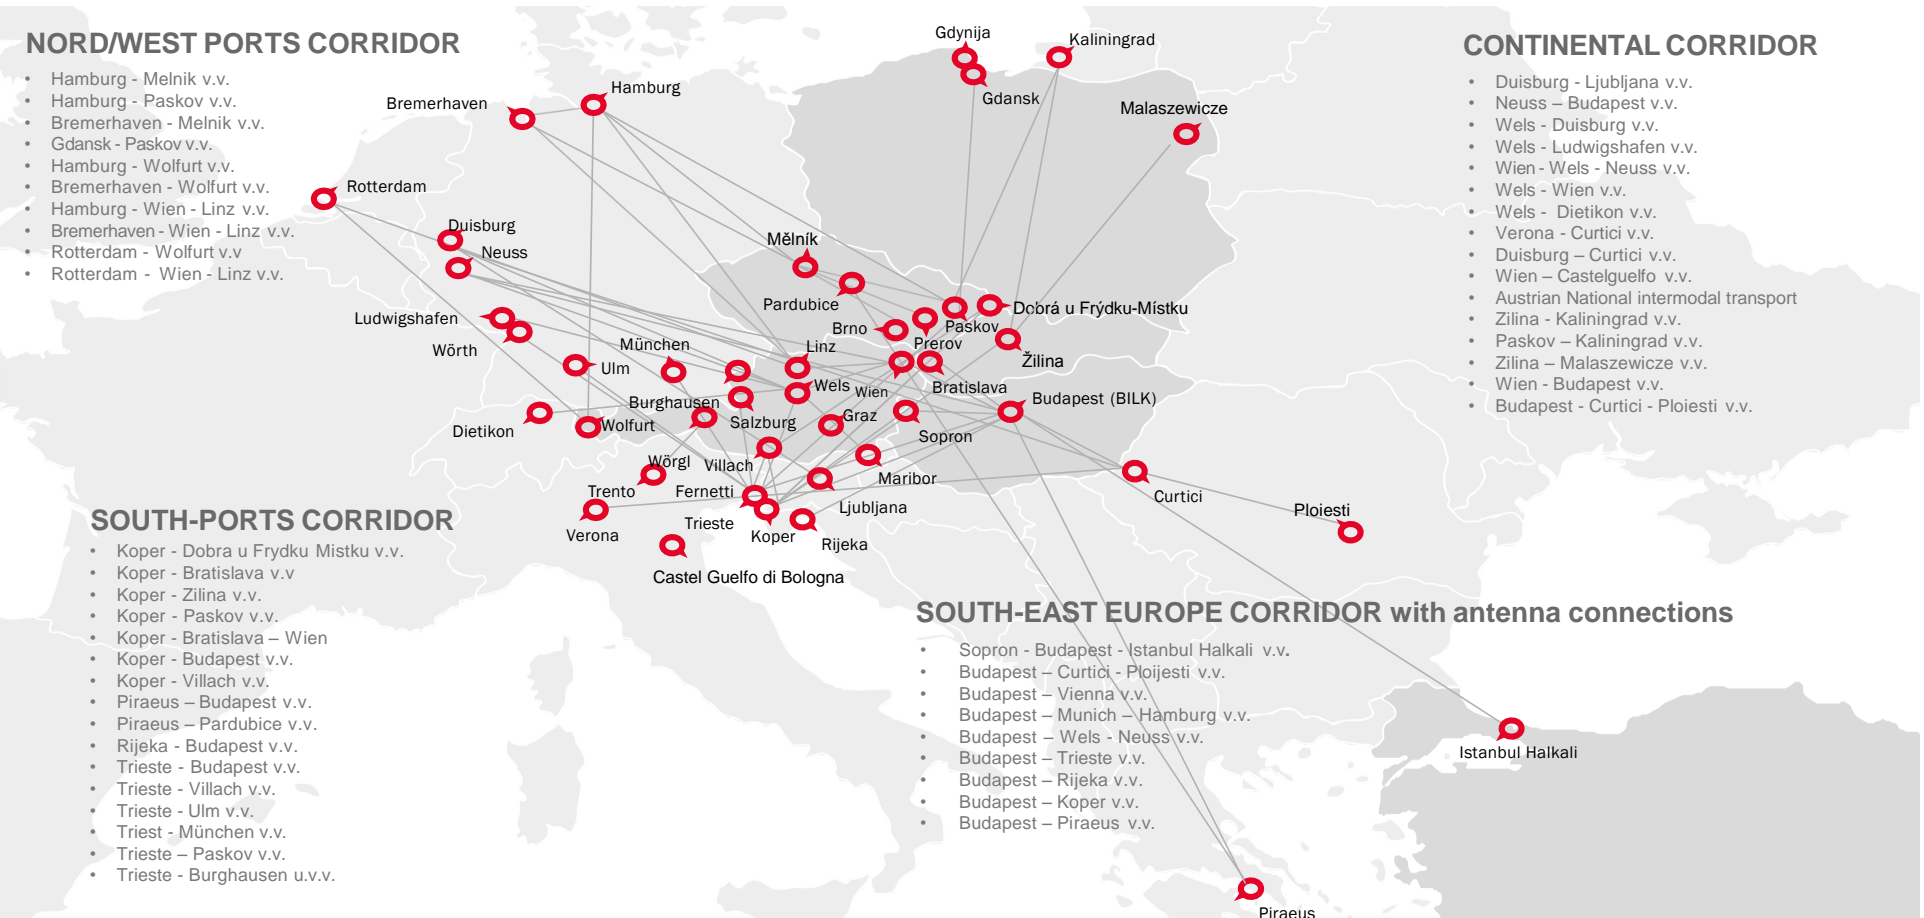 NORD/WEST PORTS CORRIDOR
• Hamburg - Melnik v.v.
• Hamburg - Paskov v.v.
• Bremerhaven - Melnik v.v.
• Gdansk - Paskov v.v.
• Hamburg - Wolfurt v.v.
• Bremerhaven - Wolfurt v.v.
• Hamburg - Wien - Linz v.v.
• Bremerhaven - Wien - Linz v.v.
• Rotterdam - Wolfurt v.v
• Rotterdam - Wien - Linz v.v.
CONTINENTAL CORRIDOR
• Duisburg - Ljubljana v.v.
• Neuss – Budapest v.v.
• Wels - Duisburg v.v.
• Wels - Ludwigshafen v.v.
• Wien - Wels - Neuss v.v.
• Wels - Wien v.v.
• Wels - Dietikon v.v.
• Verona - Curtici v.v.
• Duisburg – Curtici v.v.
• Wien – Castelguelfo v.v.
• Austrian National intermodal transport
• Zilina - Kaliningrad v.v.
• Paskov – Kaliningrad v.v.
• Zilina – Malaszewicze v.v.
• Wien - Budapest v.v.
• Budapest - Curtici - Ploiesti v.v.
Gdynija
Kaliningrad
Hamburg
Bremerhaven
Gdansk
Malaszewicze
Rotterdam
Duisburg
Neuss
Mělník
Pardubice
Dobrá u Frýdku-Místku
Ludwigshafen
Brno
Paskov
Wörth
München
Linz
Prerov
Žilina
Ulm
Wels
Wien
Bratislava
Burghausen
Budapest (BILK)
Dietikon
Wolfurt
Salzburg
Graz
Sopron
Wörgl
Villach
Maribor
Trento
Fernetti
Curtici
Ljubljana
Ploiesti
Verona
Trieste
Koper
Rijeka
Castel Guelfo di Bologna
SOUTH-PORTS CORRIDOR
• Koper - Dobra u Frydku Mistku v.v.
• Koper - Bratislava v.v
• Koper - Zilina v.v.
• Koper - Paskov v.v.
• Koper - Bratislava – Wien
• Koper - Budapest v.v.
• Koper - Villach v.v.
• Piraeus – Budapest v.v.
• Piraeus – Pardubice v.v.
• Rijeka - Budapest v.v.
• Trieste - Budapest v.v.
• Trieste - Villach v.v.
• Trieste - Ulm v.v.
• Triest - München v.v.
• Trieste – Paskov v.v.
• Trieste - Burghausen u.v.v.
SOUTH-EAST EUROPE CORRIDOR with antenna connections
• Sopron - Budapest - Istanbul Halkali v.v.
• Budapest – Curtici - Ploijesti v.v.
• Budapest – Vienna v.v.
• Budapest – Munich – Hamburg v.v.
• Budapest – Wels - Neuss v.v.
• Budapest – Trieste v.v.
• Budapest – Rijeka v.v.
• Budapest – Koper v.v.
• Budapest – Piraeus v.v.
Istanbul Halkali
Piraeus